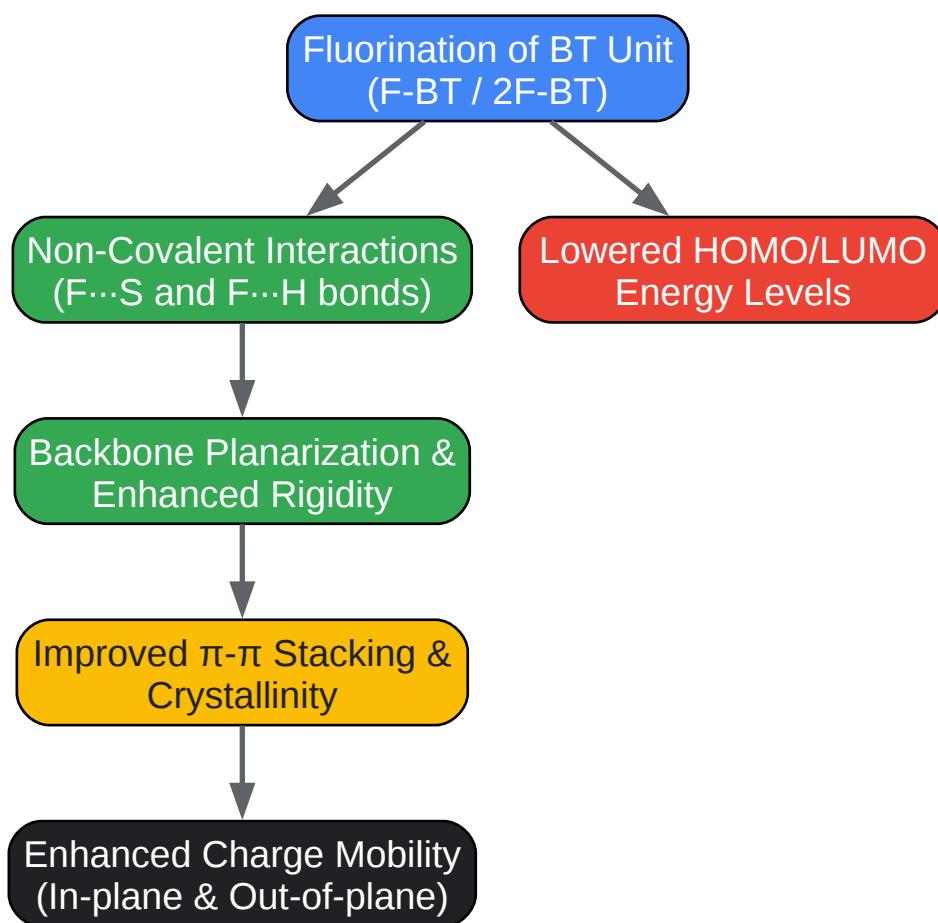 Fluorination of BT Unit
(F-BT / 2F-BT)
Non-Covalent Interactions
(F···S and F···H bonds)
Lowered HOMO/LUMO
Energy Levels
Backbone Planarization &
Enhanced Rigidity
Improved π-π Stacking &
Crystallinity
Enhanced Charge Mobility
(In-plane & Out-of-plane)